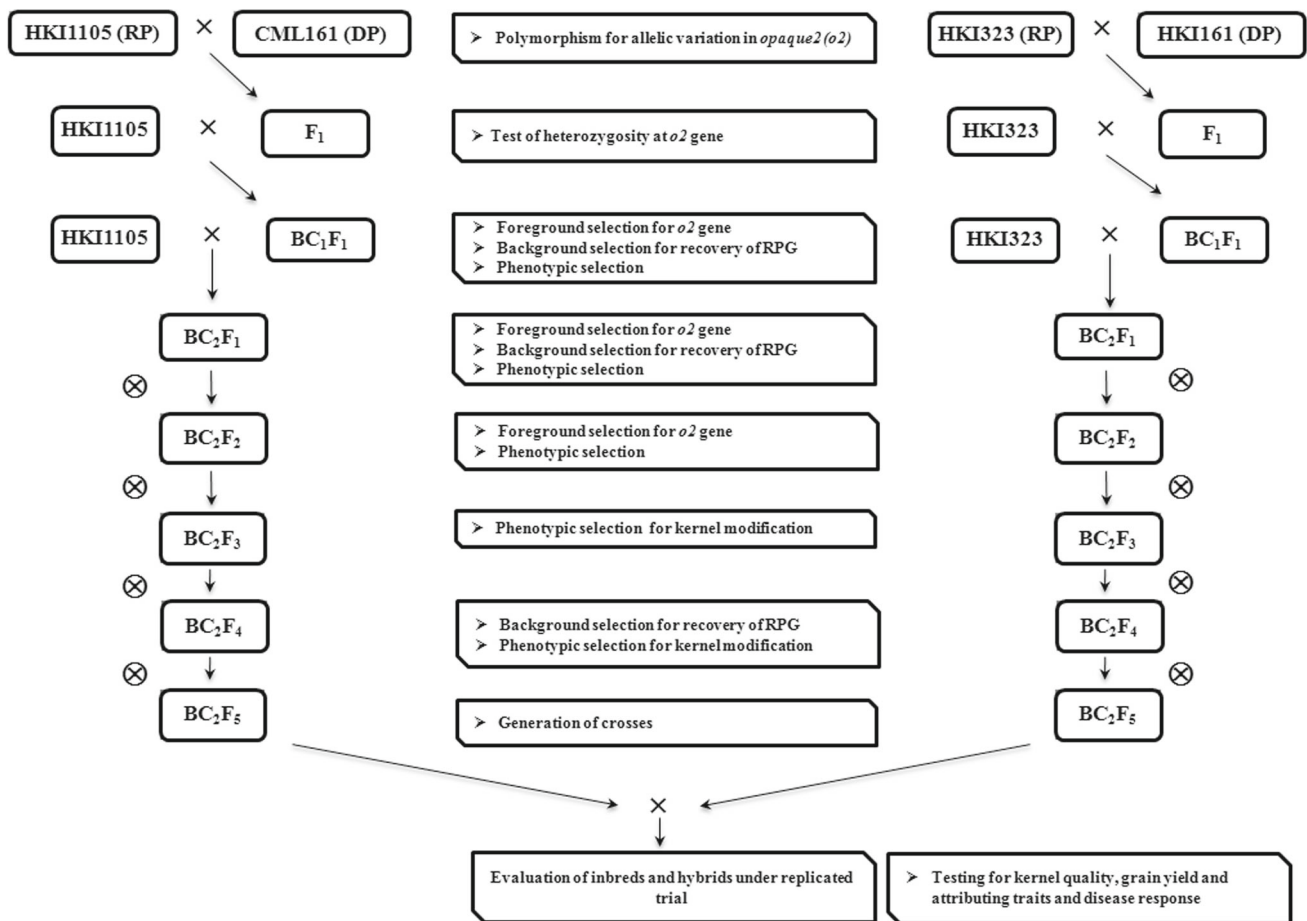 HKI1105 (RP) × CML161 (DP)
➢ Polymorphism for allelic variation in opaque2 (o2)
HKI323 (RP) × HKI161 (DP)
HKI1105 × F₁
➢ Test of heterozygosity at o2 gene
HKI323 × F₁
HKI1105 × BC₁F₁
➢ Foreground selection for o2 gene
➢ Background selection for recovery of RPG
➢ Phenotypic selection
HKI323 × BC₁F₁
BC₂F₁
➢ Foreground selection for o2 gene
➢ Background selection for recovery of RPG
➢ Phenotypic selection
BC₂F₁
BC₂F₂
➢ Foreground selection for o2 gene
➢ Phenotypic selection
BC₂F₂
BC₂F₃
➢ Phenotypic selection for kernel modification
BC₂F₃
BC₂F₄
➢ Background selection for recovery of RPG
➢ Phenotypic selection for kernel modification
BC₂F₄
BC₂F₅
➢ Generation of crosses
BC₂F₅
×
Evaluation of inbreds and hybrids under replicated
trial
➢ Testing for kernel quality, grain yield and
attributing traits and disease response